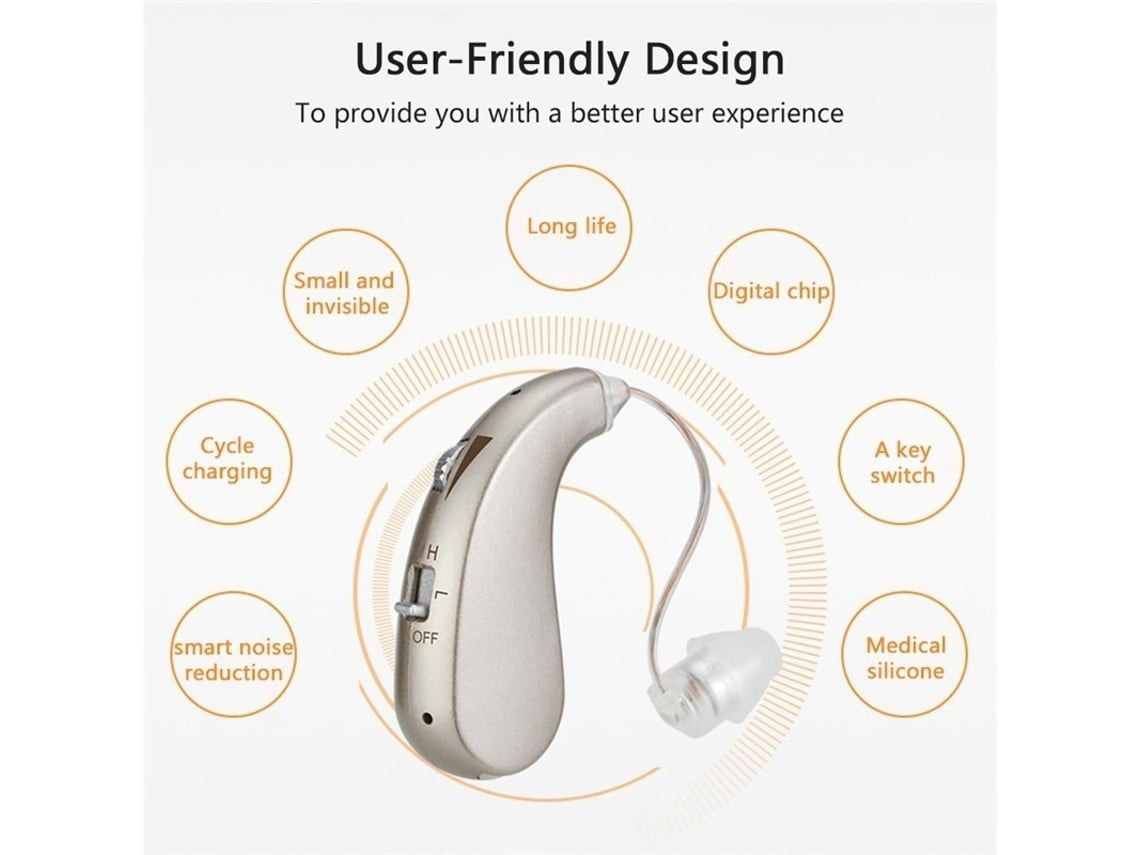 User-Friendly Design
To provide you with a better user experience
Long life
Small and
invisible
Digital chip
Cycle
charging
A key
switch
H
L
OFF
smart noise
reduction
Medical
silicone